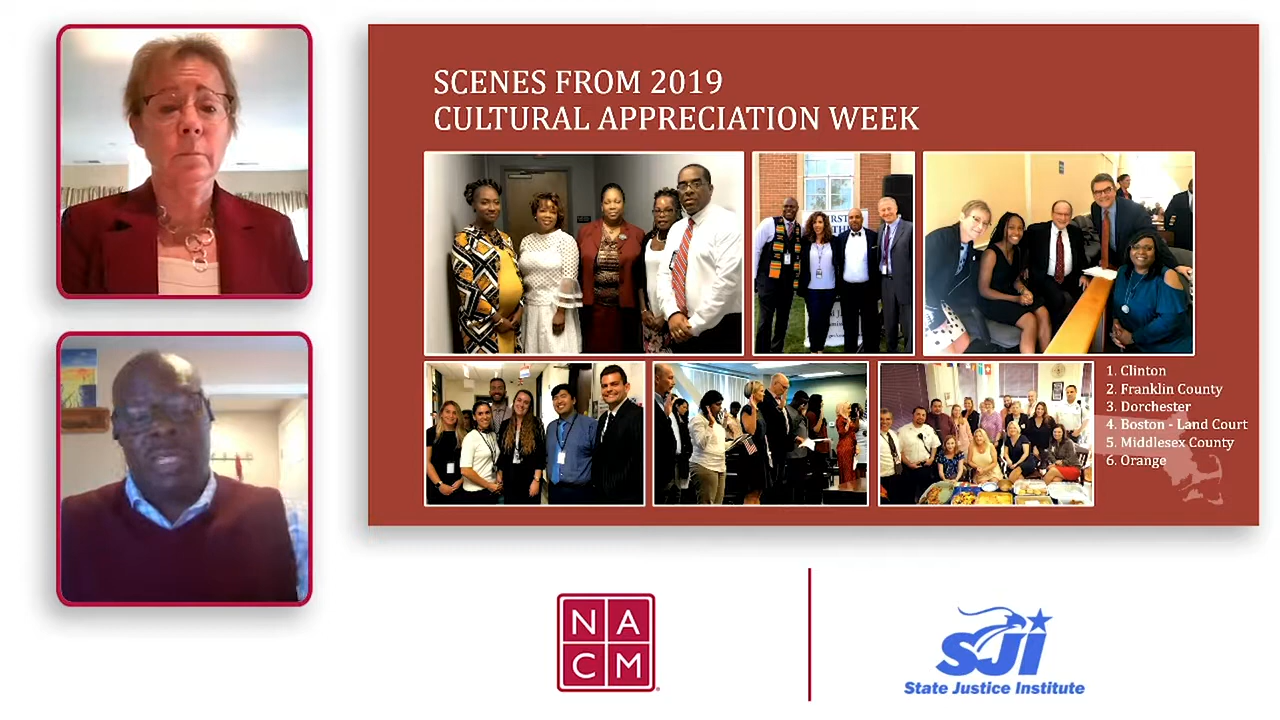 SCENES FROM 2019
CULTURAL APPRECIATION WEEK
1. Clinton
2. Franklin County
3. Dorchester
4. Boston - Land Court
5. Middlesex County
6. Orange
N A
C M
SJI
State Justice Institute